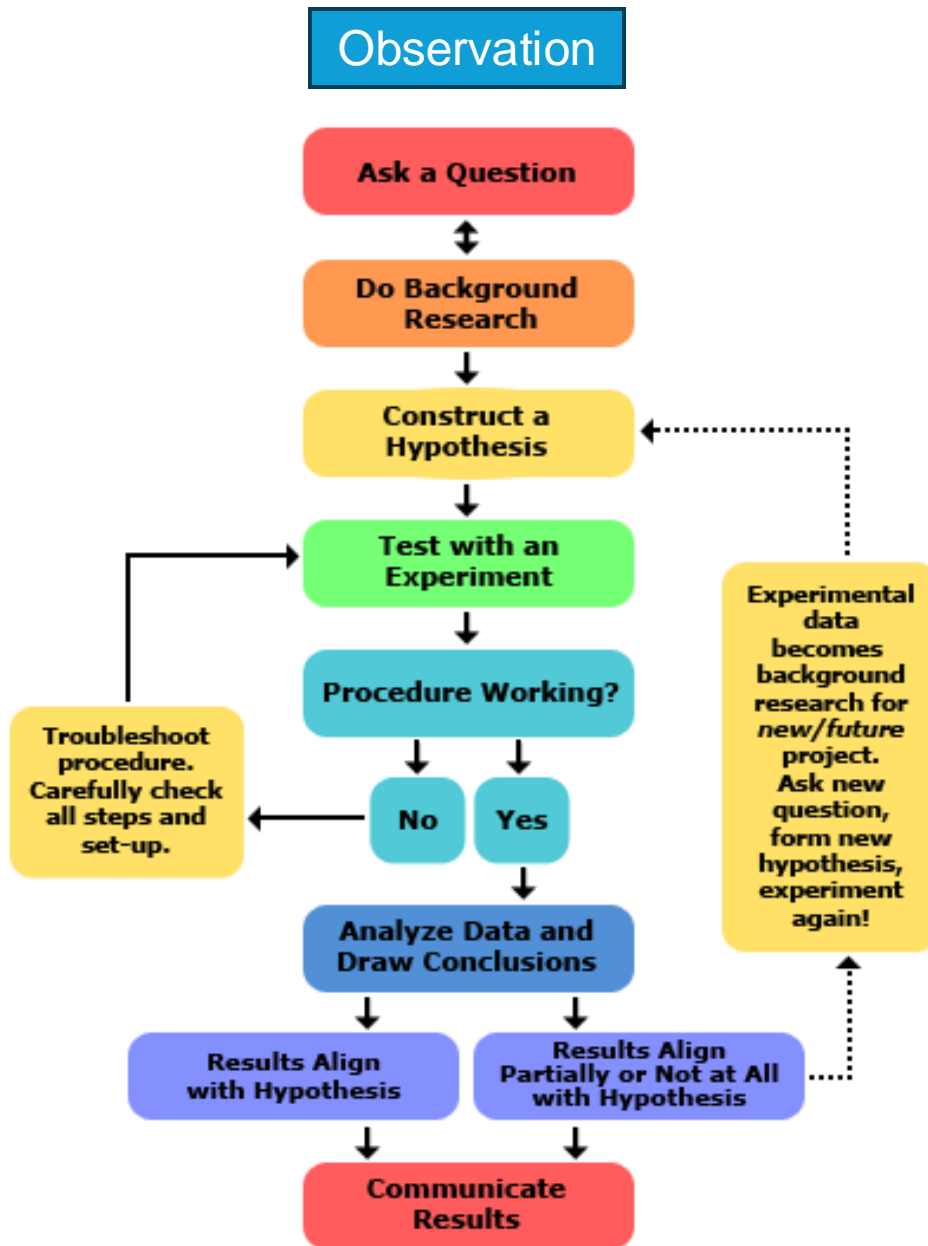 Observation
Ask a Question
Do Background
Research
Construct a
Hypothesis
Test with an
Experiment
Procedure Working?
No
Yes
Troubleshoot
procedure.
Carefully check
all steps and
set-up.
Experimental
data
becomes
background
research for
new/future
project.
Ask new
question,
form new
hypothesis,
experiment
again!
Analyze Data and
Draw Conclusions
Results Align
with Hypothesis
Results Align
Partially or Not at All
with Hypothesis
Communicate
Results